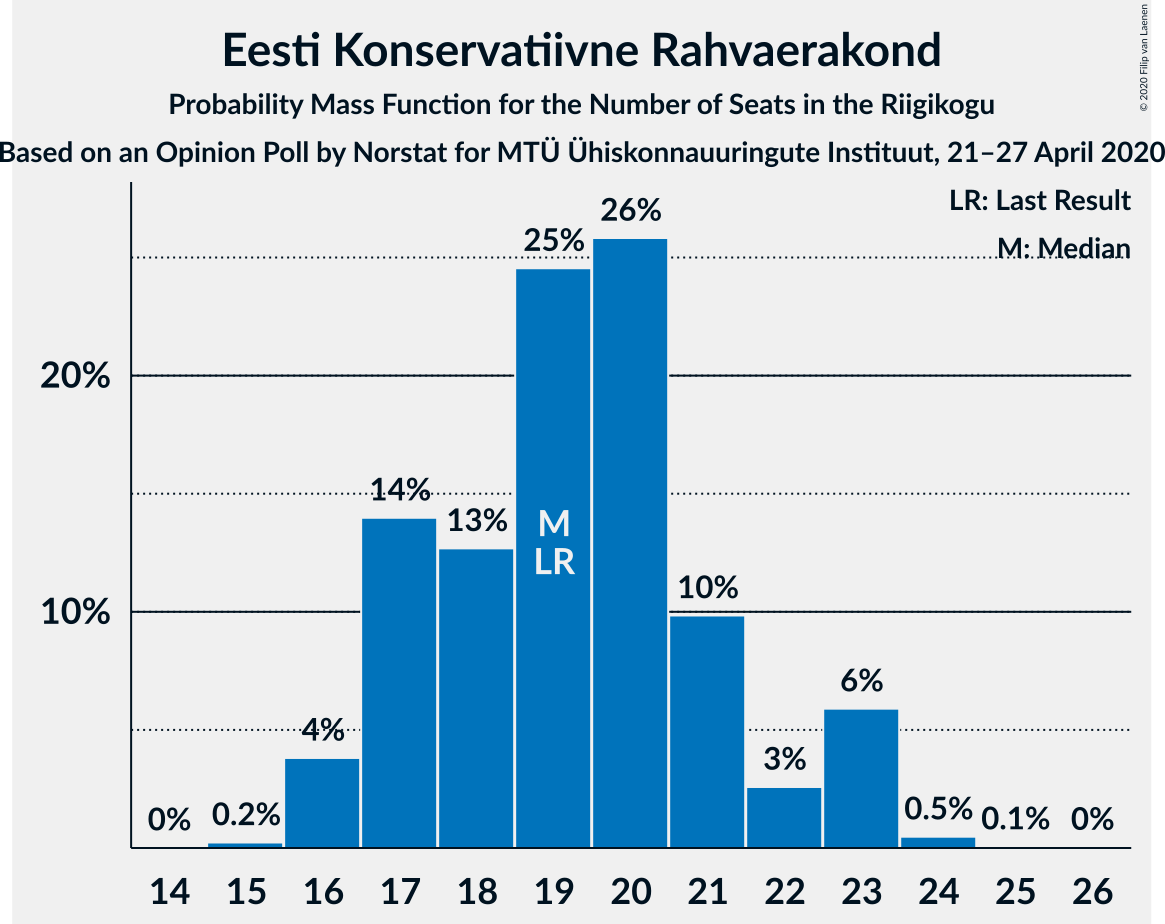 Eesti Konservatiivne Rahvaerakond
Probability Mass Function for the Number of Seats in the Riigikogu
Based on an Opinion Poll by Norstat for MTÜ Ühiskonnauuringute Instituut, 21–27 April 2020
© 2020 Filip van Laenen
LR: Last Result
M: Median
20%
10%
0%
0.2%
4%
14%
13%
25%
26%
10%
3%
6%
0.5%
0.1%
0%
M
LR
14 15 16 17 18 19 20 21 22 23 24 25 26